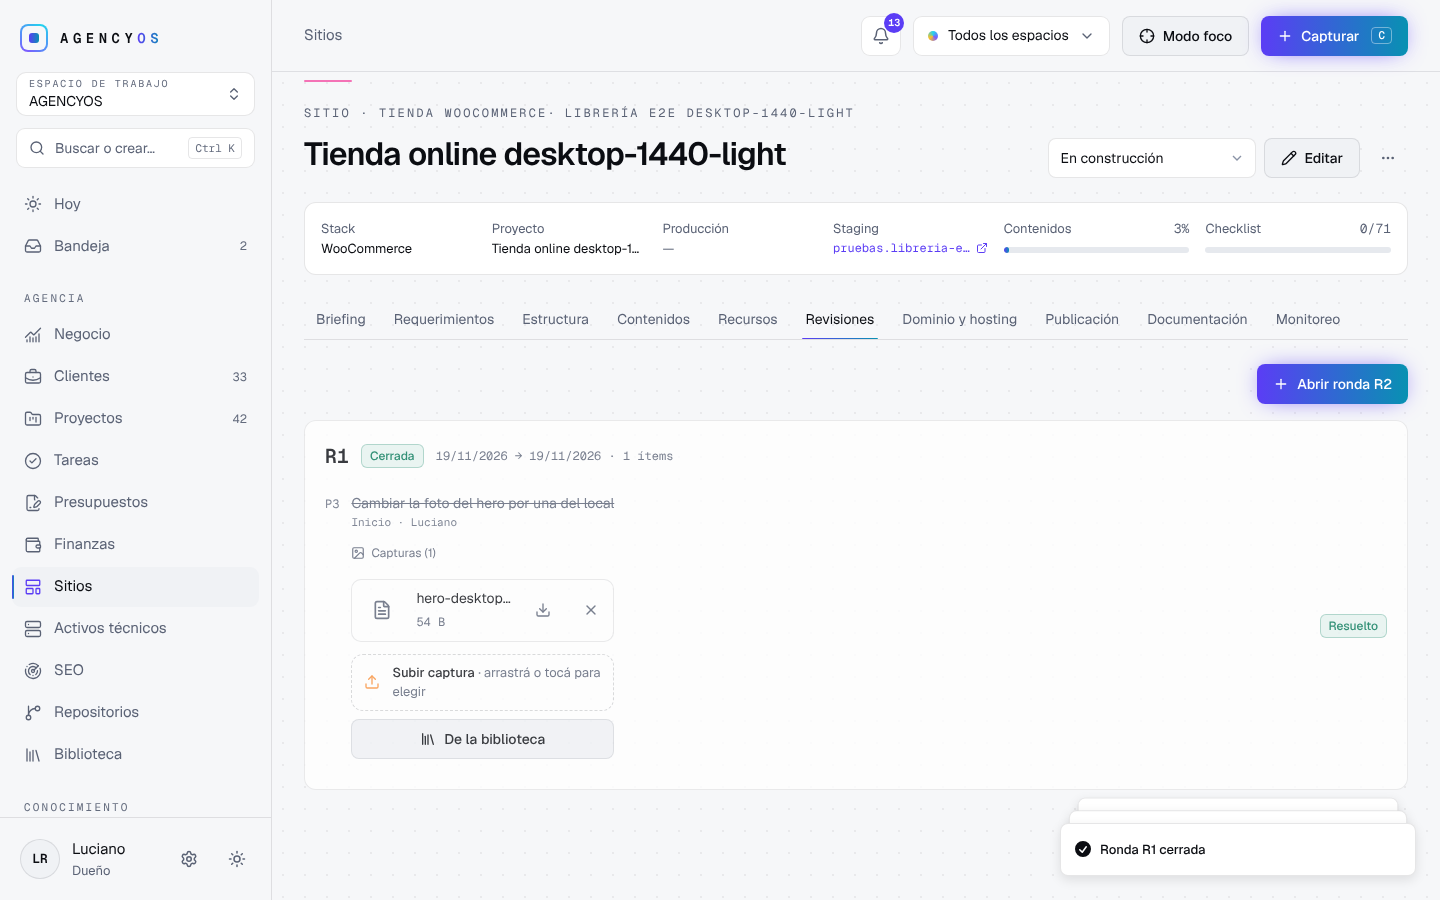 AGENCYOS
ESPACIO DE TRABAJO
AGENCYOS
Buscar o crear... Ctrl K
Hoy
Bandeja 2
AGENCIA
Negocio
Clientes 33
Proyectos 42
Tareas
Presupuestos
Finanzas
Sitios
Activos técnicos
SEO
Repositorios
Biblioteca
CONOCIMIENTO
LR
Luciano
Dueño
Sitios
13
Todos los espacios
Modo foco
Capturar C
SITIO · TIENDA WOOCOMMERCE· LIBRERÍA E2E DESKTOP-1440-LIGHT
Tienda online desktop-1440-light
En construcción
Editar
Stack
WooCommerce
Proyecto
Tienda online desktop-1...
Producción
—
Staging
pruebas.libreria-e...
Contenidos 3%
Checklist 0/71
Briefing Requerimientos Estructura Contenidos Recursos Revisiones Dominio y hosting Publicación Documentación Monitoreo
Abrir ronda R2
R1 Cerrada 19/11/2026 → 19/11/2026 · 1 items
P3 Cambiar la foto del hero por una del local
Inicio · Luciano
Capturas (1)
hero-desktop...
54 B
Resuelto
Subir captura · arrastrá o tocá para
elegir
De la biblioteca
Ronda R1 cerrada